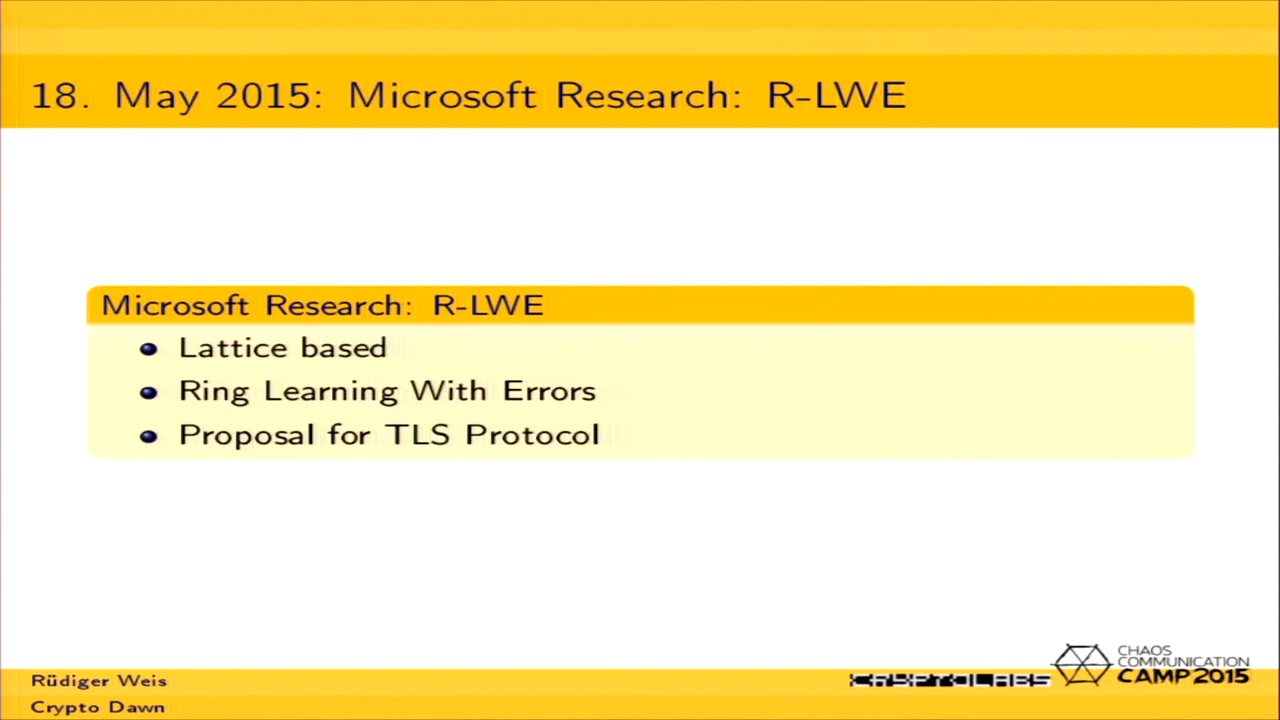 18. May 2015: Microsoft Research: R-LWE
Microsoft Research: R-LWE
Lattice based
Ring Learning With Errors
Proposal for TLS Protocol
Rüdiger Weis
Crypto Dawn
CRYPTOLABS
CHAOS
COMMUNICATION
CAMP 2015